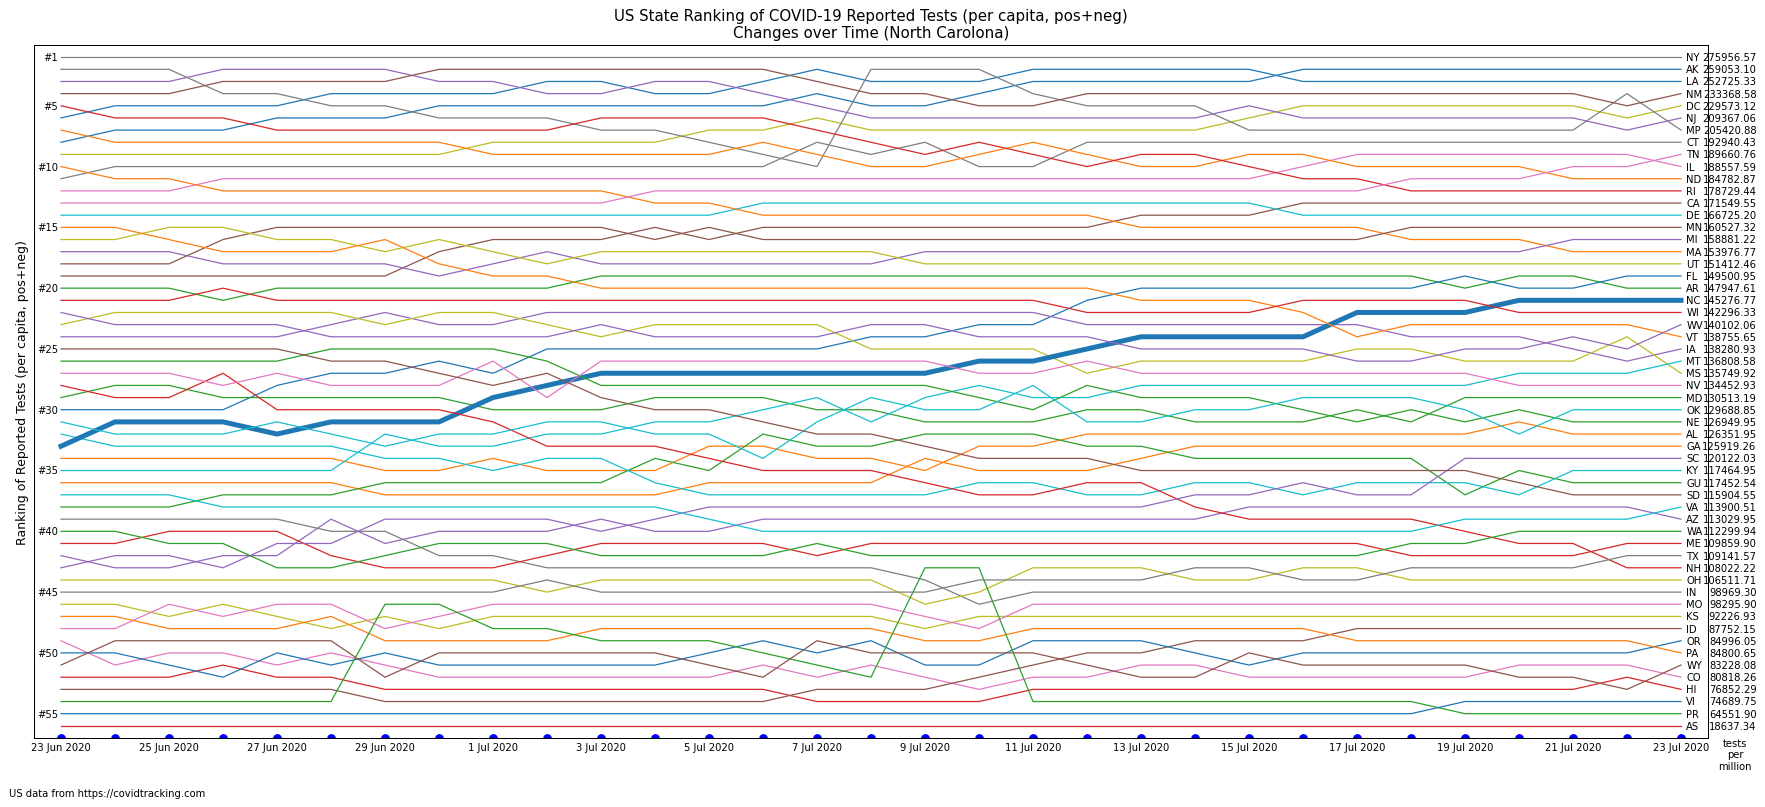 US State Ranking of COVID-19 Reported Tests (per capita, pos+neg)
Changes over Time (North Carolona)
Ranking of Reported Tests (per capita, pos+neg)
#1
#5
#10
#15
#20
#25
#30
#35
#40
#45
#50
#55
NY 275956.57
AK 259053.10
LA 252725.33
NM 233368.58
DC 229573.12
NJ 209367.06
MP 205420.88
CT 192940.43
TN 189660.76
IL 188557.59
ND 184782.87
RI 178729.44
CA 171549.55
DE 166725.20
MN 160527.32
MI 158881.22
MA 153976.77
UT 151412.46
FL 149500.95
AR 147947.61
NC 145276.77
WI 142296.33
WV 140102.06
VT 138755.65
IA 138280.93
MT 136808.58
MS 135749.92
NV 134452.93
MD 130513.19
OK 129688.85
NE 126949.95
AL 126351.95
GA 125919.26
SC 120122.03
KY 117464.95
GU 117452.54
SD 115904.55
VA 113900.51
AZ 113029.95
WA 112299.94
ME 109859.90
TX 109141.57
NH 108022.22
OH 106511.71
IN 98969.30
MO 98295.90
KS 92226.93
ID 87752.15
OR 84996.05
PA 84800.65
WY 83228.08
CO 80818.26
HI 76852.29
VI 74689.75
PR 64551.90
AS 18637.34
23 Jun 2020 25 Jun 2020 27 Jun 2020 29 Jun 2020 1 Jul 2020 3 Jul 2020 5 Jul 2020 7 Jul 2020 9 Jul 2020 11 Jul 2020 13 Jul 2020 15 Jul 2020 17 Jul 2020 19 Jul 2020 21 Jul 2020 23 Jul 2020
tests
per
million
US data from https://covidtracking.com